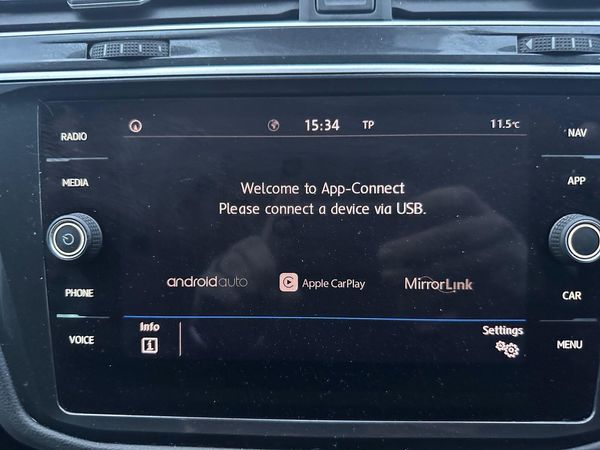 RADIO
MEDIA
PHONE
VOICE
15:34 TP 11.5°C
Welcome to App-Connect
Please connect a device via USB.
androidauto Apple CarPlay MirrorLink
Info
Settings
NAV
APP
CAR
MENU